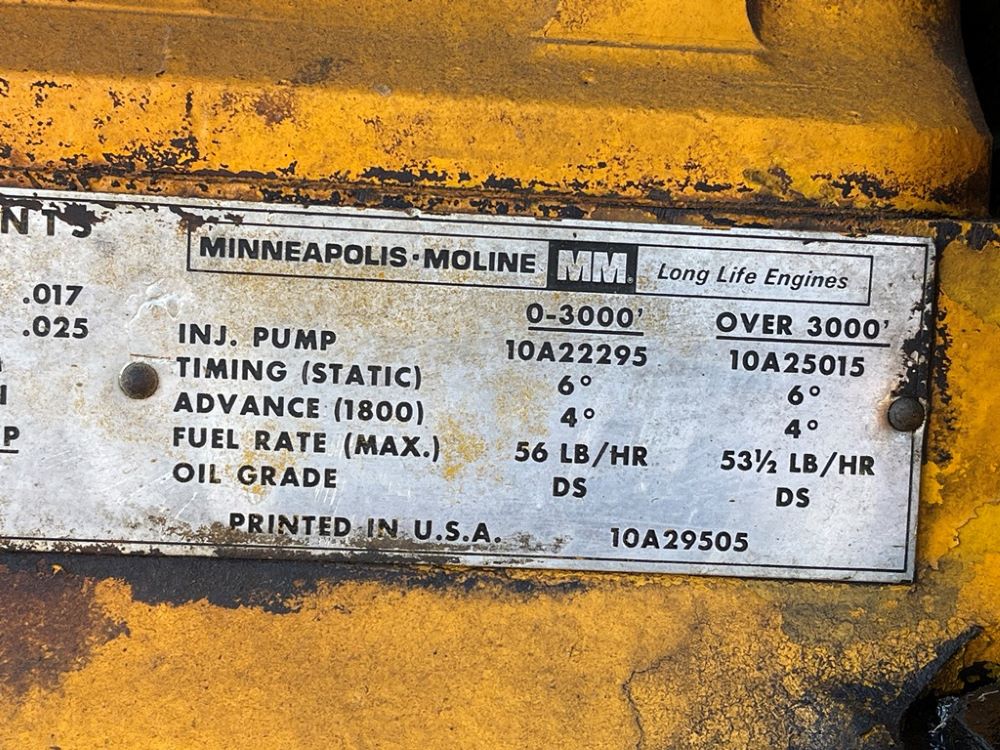 NTS
MINNEAPOLIS-MOLINE MM Long Life Engines
.017
.025
0-3000' OVER 3000'
INJ. PUMP 10A22295 10A25015
TIMING (STATIC) 6° 6°
ADVANCE (1800) 4° 4°
FUEL RATE (MAX.) 56 LB/HR 53½ LB/HR
OIL GRADE DS DS
P
PRINTED IN U.S.A. 10A29505